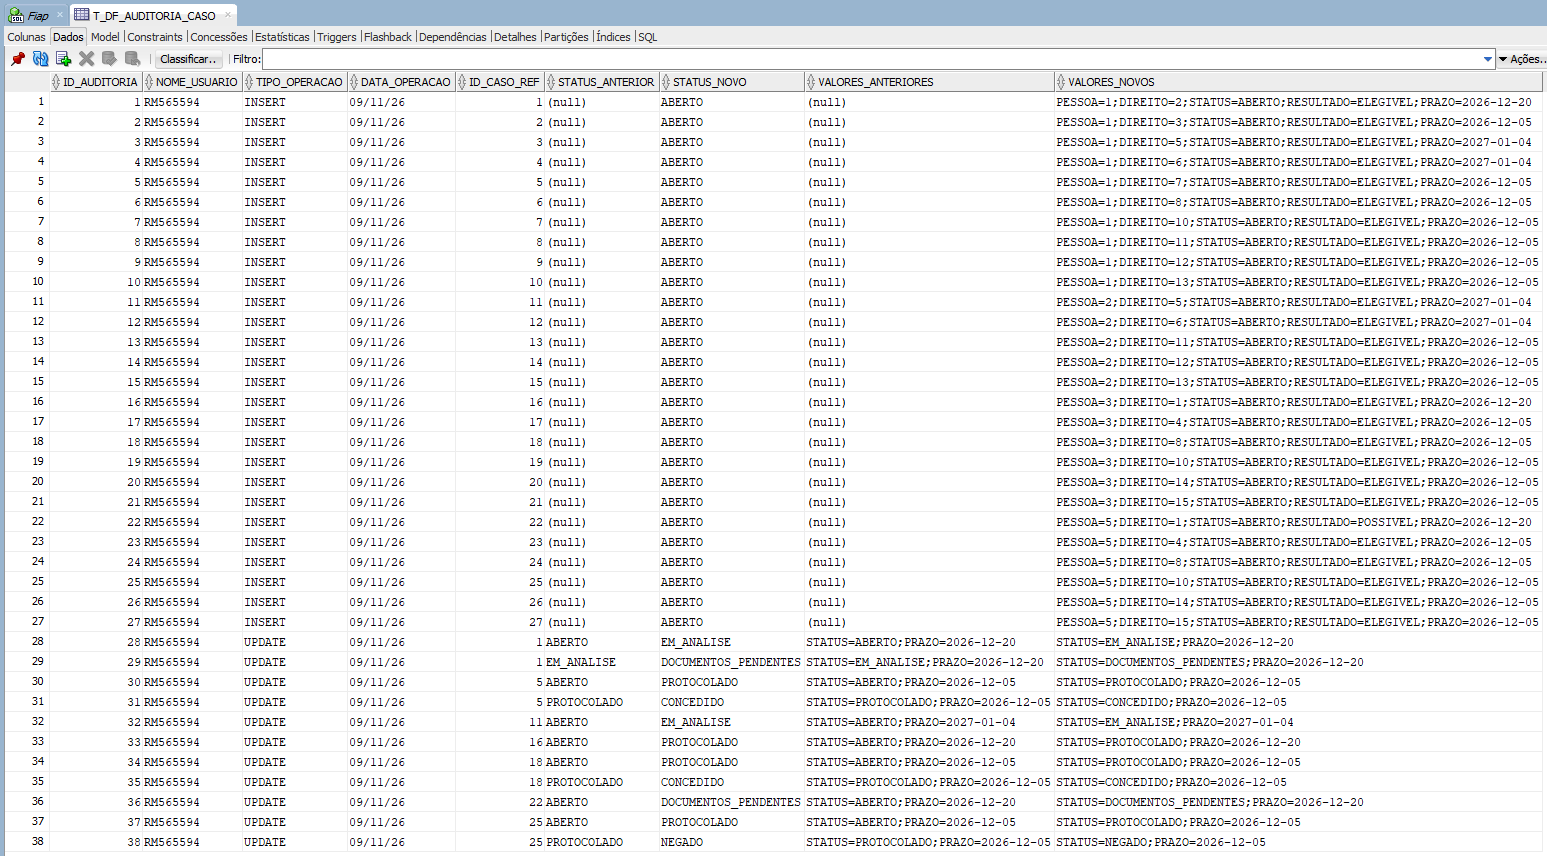 Fiap T_DF_AUDITORIA_CASO
Colunas Dados Model Constraints Concessões Estatísticas Triggers Flashback Dependências Detalhes Partições Índices SQL
Classificar.. Filtro: Ações..
ID_AUDITORIA NOME_USUARIO TIPO_OPERACAO DATA_OPERACAO ID_CASO_REF STATUS_ANTERIOR STATUS_NOVO VALORES_ANTERIORES VALORES_NOVOS
1 1 RM565594 INSERT 09/11/26 1 (null) ABERTO (null) PESSOA=1;DIREITO=2;STATUS=ABERTO;RESULTADO=ELEGIVEL;PRAZO=2026-12-20
2 2 RM565594 INSERT 09/11/26 2 (null) ABERTO (null) PESSOA=1;DIREITO=3;STATUS=ABERTO;RESULTADO=ELEGIVEL;PRAZO=2026-12-05
3 3 RM565594 INSERT 09/11/26 3 (null) ABERTO (null) PESSOA=1;DIREITO=5;STATUS=ABERTO;RESULTADO=ELEGIVEL;PRAZO=2027-01-04
4 4 RM565594 INSERT 09/11/26 4 (null) ABERTO (null) PESSOA=1;DIREITO=6;STATUS=ABERTO;RESULTADO=ELEGIVEL;PRAZO=2027-01-04
5 5 RM565594 INSERT 09/11/26 5 (null) ABERTO (null) PESSOA=1;DIREITO=7;STATUS=ABERTO;RESULTADO=ELEGIVEL;PRAZO=2026-12-05
6 6 RM565594 INSERT 09/11/26 6 (null) ABERTO (null) PESSOA=1;DIREITO=8;STATUS=ABERTO;RESULTADO=ELEGIVEL;PRAZO=2026-12-05
7 7 RM565594 INSERT 09/11/26 7 (null) ABERTO (null) PESSOA=1;DIREITO=10;STATUS=ABERTO;RESULTADO=ELEGIVEL;PRAZO=2026-12-05
8 8 RM565594 INSERT 09/11/26 8 (null) ABERTO (null) PESSOA=1;DIREITO=11;STATUS=ABERTO;RESULTADO=ELEGIVEL;PRAZO=2026-12-05
9 9 RM565594 INSERT 09/11/26 9 (null) ABERTO (null) PESSOA=1;DIREITO=12;STATUS=ABERTO;RESULTADO=ELEGIVEL;PRAZO=2026-12-05
10 10 RM565594 INSERT 09/11/26 10 (null) ABERTO (null) PESSOA=1;DIREITO=13;STATUS=ABERTO;RESULTADO=ELEGIVEL;PRAZO=2026-12-05
11 11 RM565594 INSERT 09/11/26 11 (null) ABERTO (null) PESSOA=2;DIREITO=5;STATUS=ABERTO;RESULTADO=ELEGIVEL;PRAZO=2027-01-04
12 12 RM565594 INSERT 09/11/26 12 (null) ABERTO (null) PESSOA=2;DIREITO=6;STATUS=ABERTO;RESULTADO=ELEGIVEL;PRAZO=2027-01-04
13 13 RM565594 INSERT 09/11/26 13 (null) ABERTO (null) PESSOA=2;DIREITO=11;STATUS=ABERTO;RESULTADO=ELEGIVEL;PRAZO=2026-12-05
14 14 RM565594 INSERT 09/11/26 14 (null) ABERTO (null) PESSOA=2;DIREITO=12;STATUS=ABERTO;RESULTADO=ELEGIVEL;PRAZO=2026-12-05
15 15 RM565594 INSERT 09/11/26 15 (null) ABERTO (null) PESSOA=2;DIREITO=13;STATUS=ABERTO;RESULTADO=ELEGIVEL;PRAZO=2026-12-05
16 16 RM565594 INSERT 09/11/26 16 (null) ABERTO (null) PESSOA=3;DIREITO=1;STATUS=ABERTO;RESULTADO=ELEGIVEL;PRAZO=2026-12-20
17 17 RM565594 INSERT 09/11/26 17 (null) ABERTO (null) PESSOA=3;DIREITO=4;STATUS=ABERTO;RESULTADO=ELEGIVEL;PRAZO=2026-12-05
18 18 RM565594 INSERT 09/11/26 18 (null) ABERTO (null) PESSOA=3;DIREITO=8;STATUS=ABERTO;RESULTADO=ELEGIVEL;PRAZO=2026-12-05
19 19 RM565594 INSERT 09/11/26 19 (null) ABERTO (null) PESSOA=3;DIREITO=10;STATUS=ABERTO;RESULTADO=ELEGIVEL;PRAZO=2026-12-05
20 20 RM565594 INSERT 09/11/26 20 (null) ABERTO (null) PESSOA=3;DIREITO=14;STATUS=ABERTO;RESULTADO=ELEGIVEL;PRAZO=2026-12-05
21 21 RM565594 INSERT 09/11/26 21 (null) ABERTO (null) PESSOA=3;DIREITO=15;STATUS=ABERTO;RESULTADO=ELEGIVEL;PRAZO=2026-12-05
22 22 RM565594 INSERT 09/11/26 22 (null) ABERTO (null) PESSOA=5;DIREITO=1;STATUS=ABERTO;RESULTADO=POSSIVEL;PRAZO=2026-12-20
23 23 RM565594 INSERT 09/11/26 23 (null) ABERTO (null) PESSOA=5;DIREITO=4;STATUS=ABERTO;RESULTADO=ELEGIVEL;PRAZO=2026-12-05
24 24 RM565594 INSERT 09/11/26 24 (null) ABERTO (null) PESSOA=5;DIREITO=8;STATUS=ABERTO;RESULTADO=ELEGIVEL;PRAZO=2026-12-05
25 25 RM565594 INSERT 09/11/26 25 (null) ABERTO (null) PESSOA=5;DIREITO=10;STATUS=ABERTO;RESULTADO=ELEGIVEL;PRAZO=2026-12-05
26 26 RM565594 INSERT 09/11/26 26 (null) ABERTO (null) PESSOA=5;DIREITO=14;STATUS=ABERTO;RESULTADO=ELEGIVEL;PRAZO=2026-12-05
27 27 RM565594 INSERT 09/11/26 27 (null) ABERTO (null) PESSOA=5;DIREITO=15;STATUS=ABERTO;RESULTADO=ELEGIVEL;PRAZO=2026-12-05
28 28 RM565594 UPDATE 09/11/26 1 ABERTO EM_ANALISE STATUS=ABERTO;PRAZO=2026-12-20 STATUS=EM_ANALISE;PRAZO=2026-12-20
29 29 RM565594 UPDATE 09/11/26 1 EM_ANALISE DOCUMENTOS_PENDENTES STATUS=EM_ANALISE;PRAZO=2026-12-20 STATUS=DOCUMENTOS_PENDENTES;PRAZO=2026-12-20
30 30 RM565594 UPDATE 09/11/26 5 ABERTO PROTOCOLADO STATUS=ABERTO;PRAZO=2026-12-05 STATUS=PROTOCOLADO;PRAZO=2026-12-05
31 31 RM565594 UPDATE 09/11/26 5 PROTOCOLADO CONCEDIDO STATUS=PROTOCOLADO;PRAZO=2026-12-05 STATUS=CONCEDIDO;PRAZO=2026-12-05
32 32 RM565594 UPDATE 09/11/26 11 ABERTO EM_ANALISE STATUS=ABERTO;PRAZO=2027-01-04 STATUS=EM_ANALISE;PRAZO=2027-01-04
33 33 RM565594 UPDATE 09/11/26 16 ABERTO PROTOCOLADO STATUS=ABERTO;PRAZO=2026-12-20 STATUS=PROTOCOLADO;PRAZO=2026-12-20
34 34 RM565594 UPDATE 09/11/26 18 ABERTO PROTOCOLADO STATUS=ABERTO;PRAZO=2026-12-05 STATUS=PROTOCOLADO;PRAZO=2026-12-05
35 35 RM565594 UPDATE 09/11/26 18 PROTOCOLADO CONCEDIDO STATUS=PROTOCOLADO;PRAZO=2026-12-05 STATUS=CONCEDIDO;PRAZO=2026-12-05
36 36 RM565594 UPDATE 09/11/26 22 ABERTO DOCUMENTOS_PENDENTES STATUS=ABERTO;PRAZO=2026-12-20 STATUS=DOCUMENTOS_PENDENTES;PRAZO=2026-12-20
37 37 RM565594 UPDATE 09/11/26 25 ABERTO PROTOCOLADO STATUS=ABERTO;PRAZO=2026-12-05 STATUS=PROTOCOLADO;PRAZO=2026-12-05
38 38 RM565594 UPDATE 09/11/26 25 PROTOCOLADO NEGADO STATUS=PROTOCOLADO;PRAZO=2026-12-05 STATUS=NEGADO;PRAZO=2026-12-05